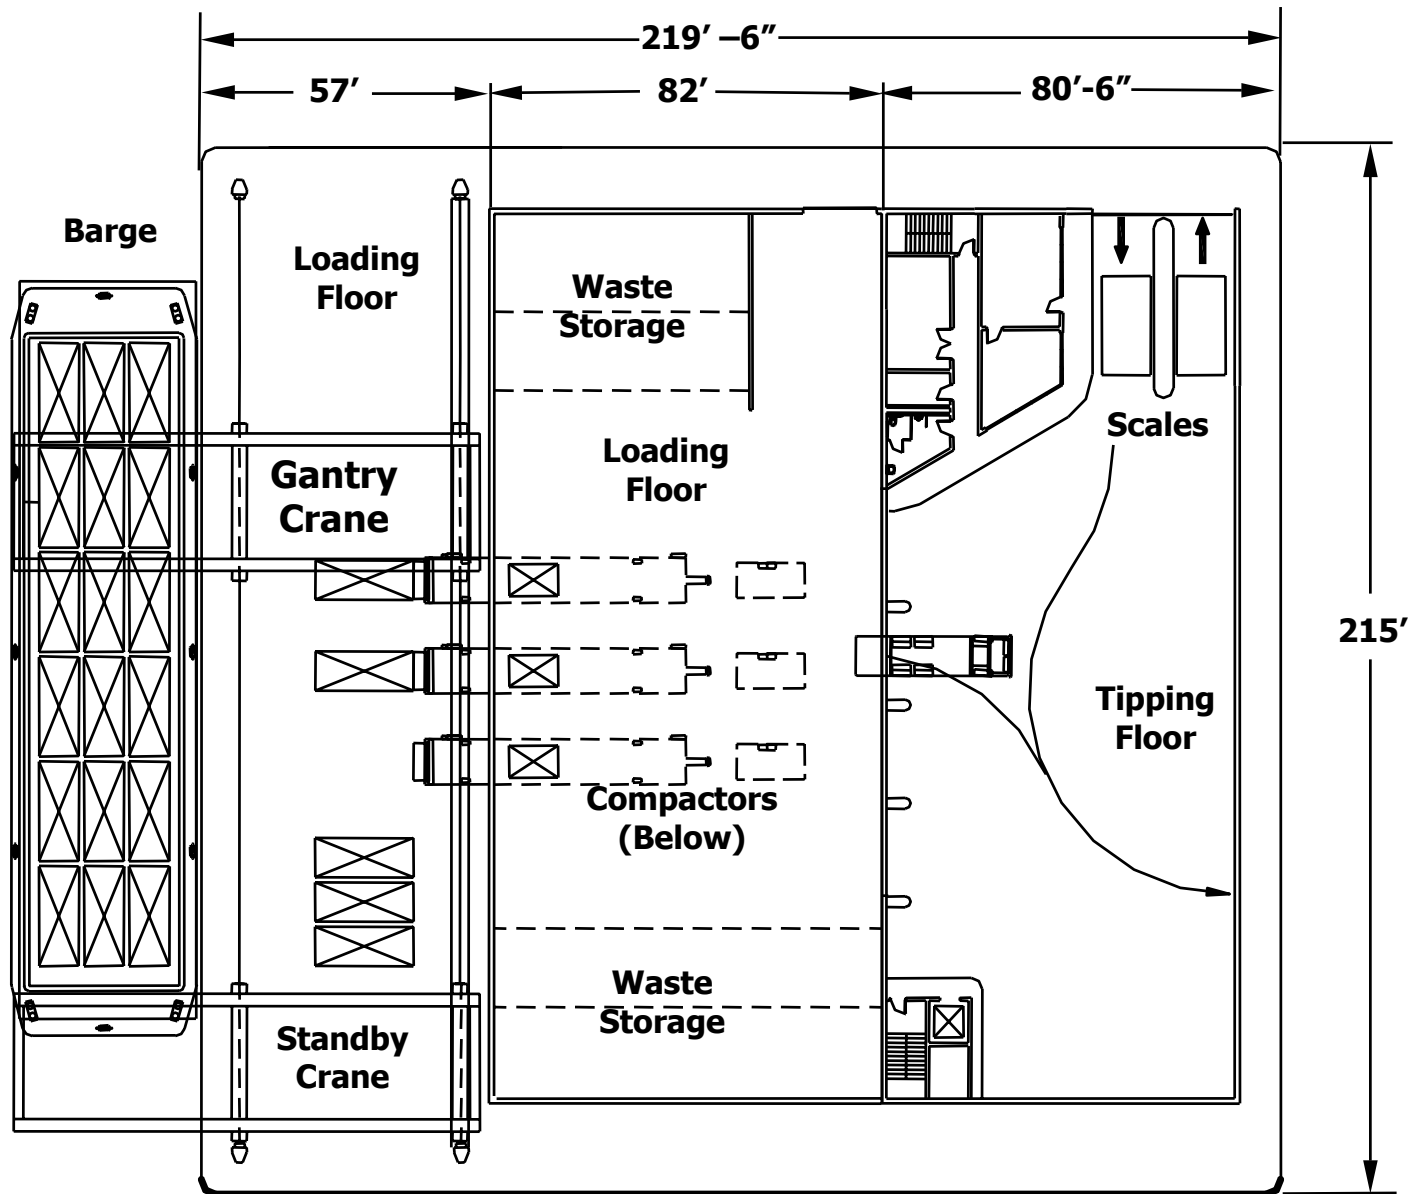 219’ –6”
57’
82’
80’-6”
Barge
Loading
Floor
Waste
Storage
Scales
Gantry
Crane
Loading
Floor
215’
Tipping
Floor
Compactors
(Below)
Waste
Storage
Standby
Crane